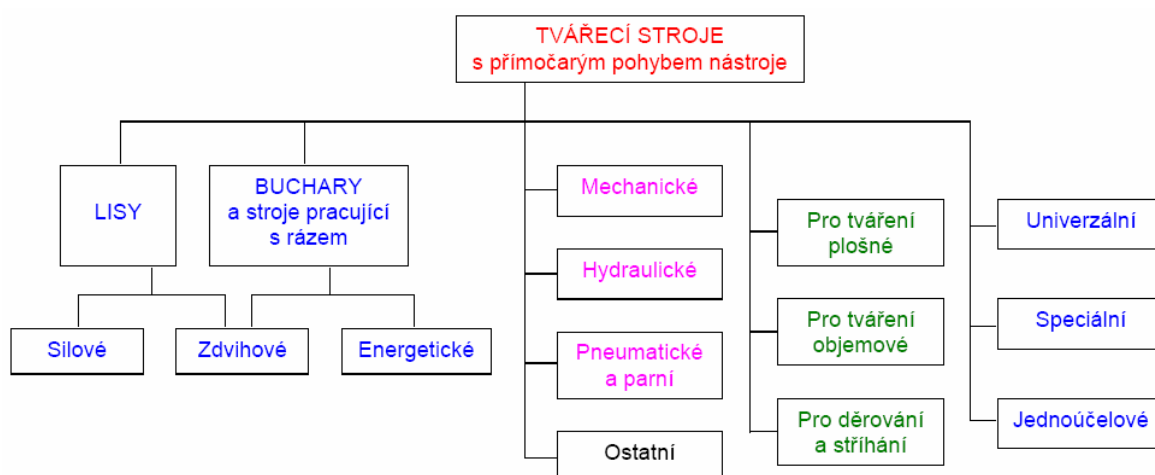 TVÁŘECÍ STROJE
s přímočarým pohybem nástroje
LISY
BUCHARY
a stroje pracující
s rázem
Silové
Zdvihové
Energetické
Mechanické
Hydraulické
Pneumatické
a parní
Ostatní
Pro tváření
plošné
Pro tváření
objemové
Pro děrování
a stříhání
Univerzální
Speciální
Jednoúčelové